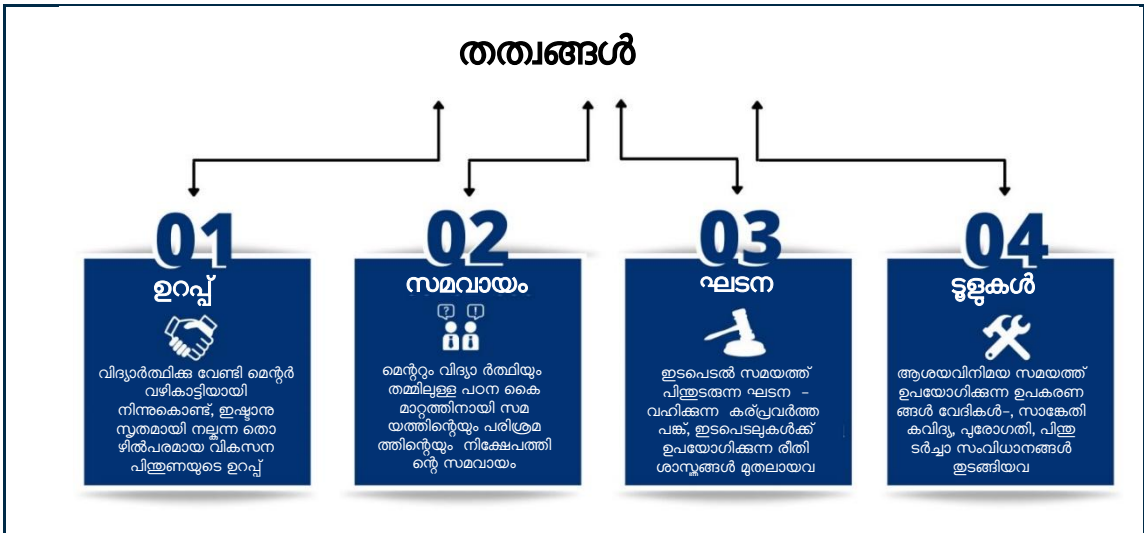 തത്വങ്ങൾ
01
ഉറപ്പ്
വിദ്യാർത്ഥിക്കു വേണ്ടി മെന്റർ
വഴികാട്ടിയായി
നിന്നുകൊണ്ട്, ഇഷ്ടാനു
സൃതമായി നല്കുന്ന തൊ
ഴിൽപരമായ വികസന
പിന്തുണയുടെ ഉറപ്പ്
02
സമവായം
? !
മെന്ററും വിദ്യാ ർത്ഥിയും
തമ്മിലുള്ള പഠന കൈ
മാറ്റത്തിനായി സമ
യത്തിന്റെയും പരിശ്രമ
ത്തിന്റെയും നിക്ഷേപത്തി
ന്റെ സമവായം
03
ഘടന
ഇടപെടൽ സമയത്ത്
പിന്തുടരുന്ന ഘടന –
വഹിക്കുന്ന കര്പ്രവർത്ത
പങ്ക്, ഇടപെടലുകൾക്ക്
ഉപയോഗിക്കുന്ന രീതി
ശാസ്ത്രങ്ങൾ മുതലായവ
04
ടൂളുകൾ
ആശയവിനിമയ സമയത്ത്
ഉപയോഗിക്കുന്ന ഉപകരണ
ങ്ങൾ വേദികൾ–, സാങ്കേതി
കവിദ്യ, പുരോഗതി, പിന്തു
ടർച്ചാ സംവിധാനങ്ങൾ
തുടങ്ങിയവ